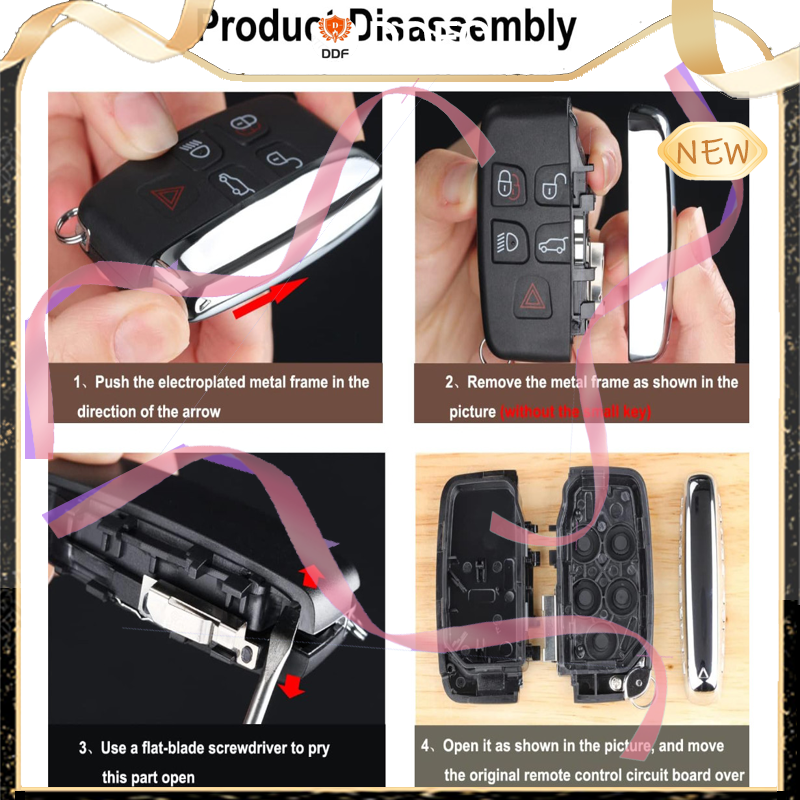 Product Disassembly
DDF
NEW
1、Push the electroplated metal frame in the
direction of the arrow
2、Remove the metal frame as shown in the
picture (without the small key)
3、Use a flat-blade screwdriver to pry
this part open
4、Open it as shown in the picture, and move
the original remote control circuit board over